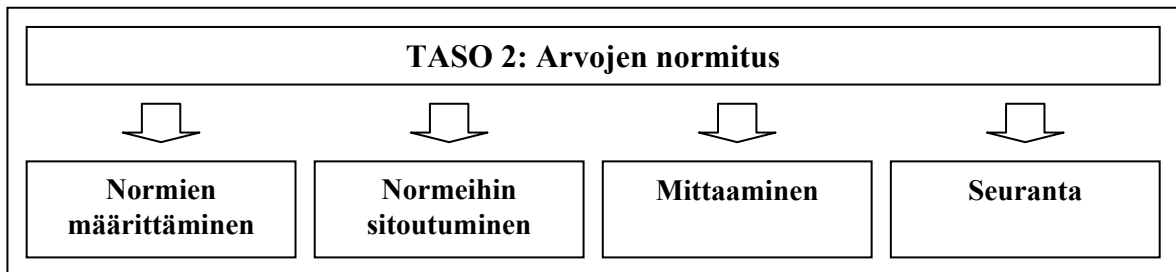 TASO 2: Arvojen normitus
Normien
määrittäminen
Normeihin
sitoutuminen
Mittaaminen
Seuranta